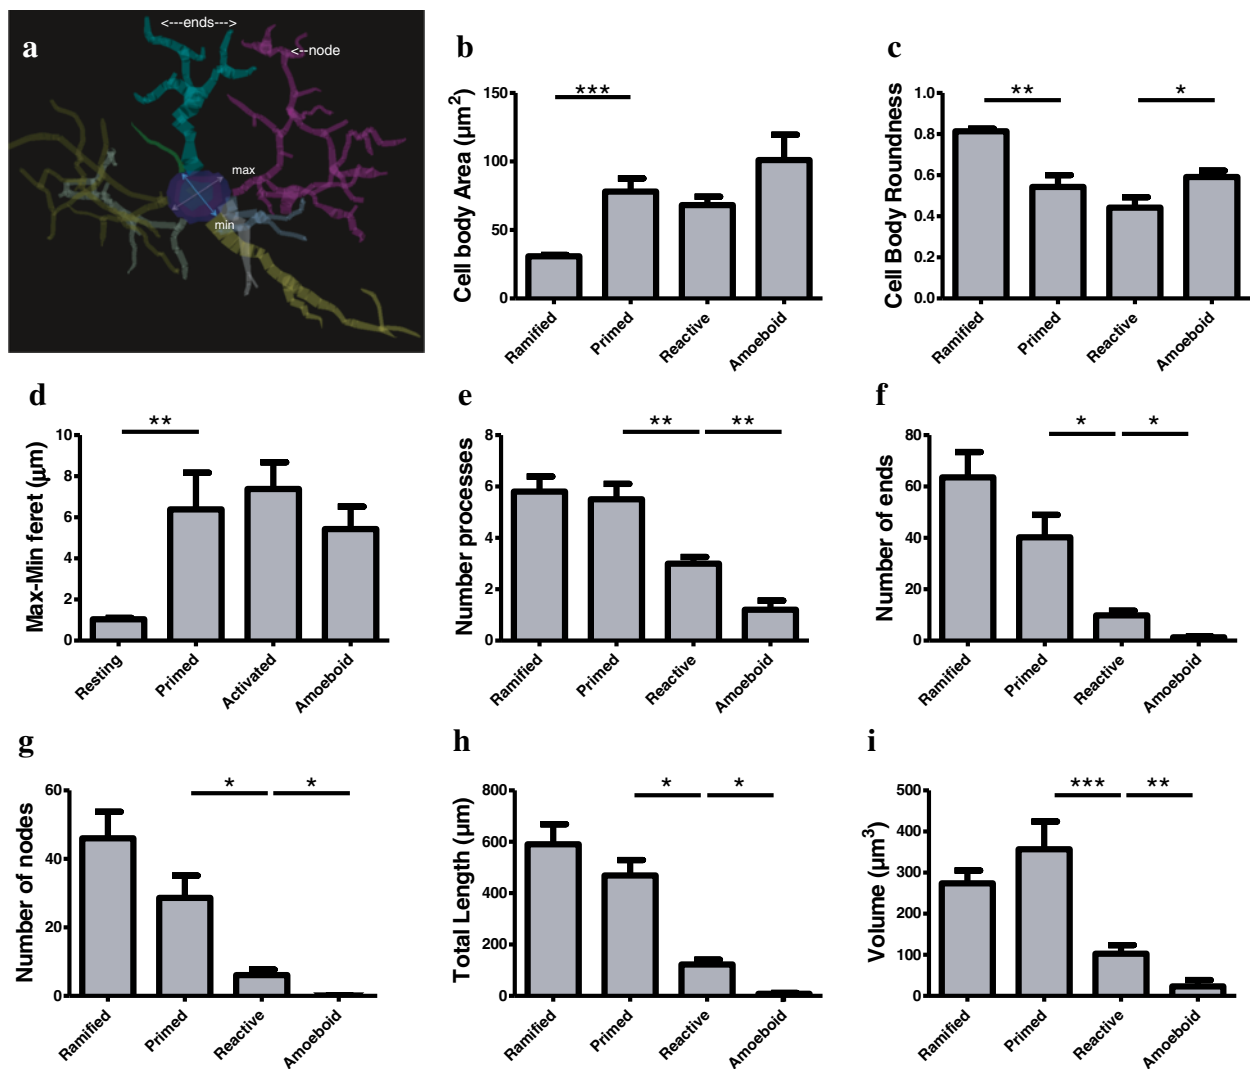 a
<---ends--->
<--node
max
min
b
***
Cell body Area (µm²)
150
100
50
0
Ramified
Primed
Reactive
Amoeboid
c
**
*
Cell Body Roundness
1.0
0.8
0.6
0.4
0.2
0.0
Ramified
Primed
Reactive
Amoeboid
d
**
Max-Min feret (µm)
10
8
6
4
2
0
Resting
Primed
Activated
Amoeboid
e
**
**
Number processes
8
6
4
2
0
Ramified
Primed
Reactive
Amoeboid
f
*
*
Number of ends
80
60
40
20
0
Ramified
Primed
Reactive
Amoeboid
g
*
*
Number of nodes
60
40
20
0
Ramified
Primed
Reactive
Amoeboid
h
*
*
Total Length (µm)
800
600
400
200
0
Ramified
Primed
Reactive
Amoeboid
i
***
**
Volume (µm³)
500
400
300
200
100
0
Ramified
Primed
Reactive
Amoeboid